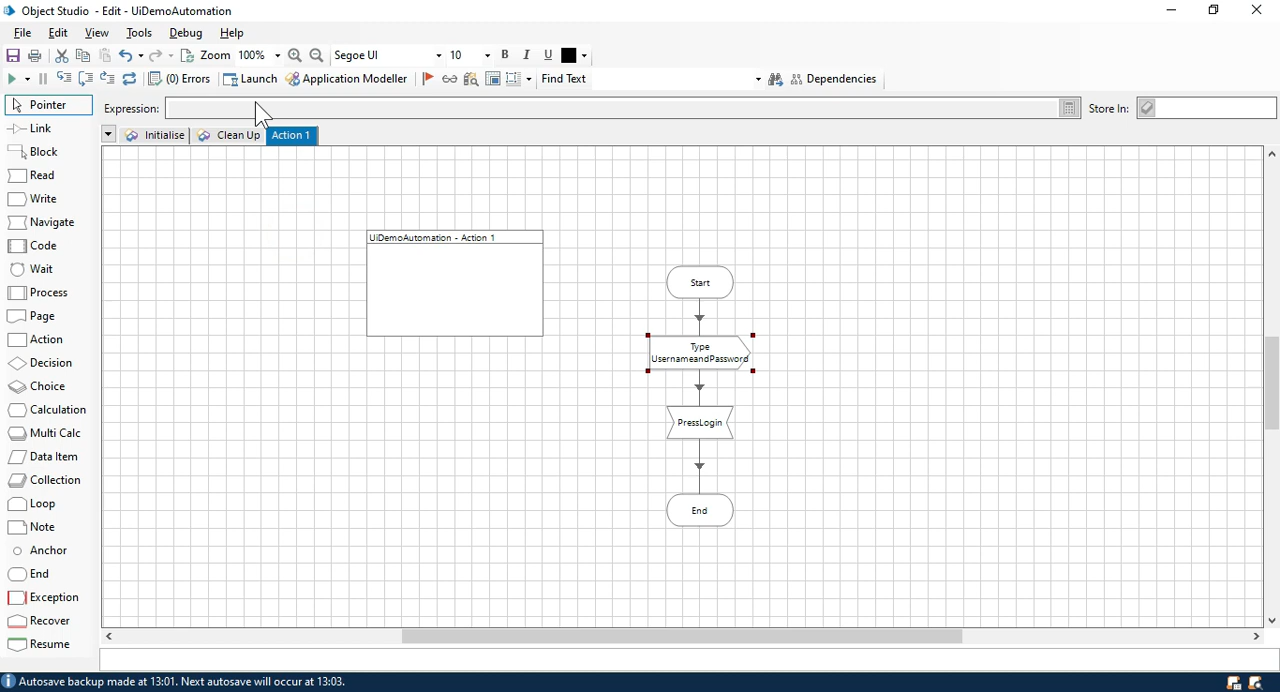 Object Studio - Edit - UiDemoAutomation
File Edit View Tools Debug Help
Zoom 100% Segoe UI 10 B I U
(0) Errors Launch Application Modeller Find Text Dependencies
Pointer Expression: Store In:
Link Initialise Clean Up Action 1
Block
Read
Write
Navigate
Code
Wait
Process
Page
Action
Decision
Choice
Calculation
Multi Calc
Data Item
Collection
Loop
Note
Anchor
End
Exception
Recover
Resume
UiDemoAutomation - Action 1
Start
Type
UsernameandPassword
PressLogin
End
Autosave backup made at 13:01. Next autosave will occur at 13:03.